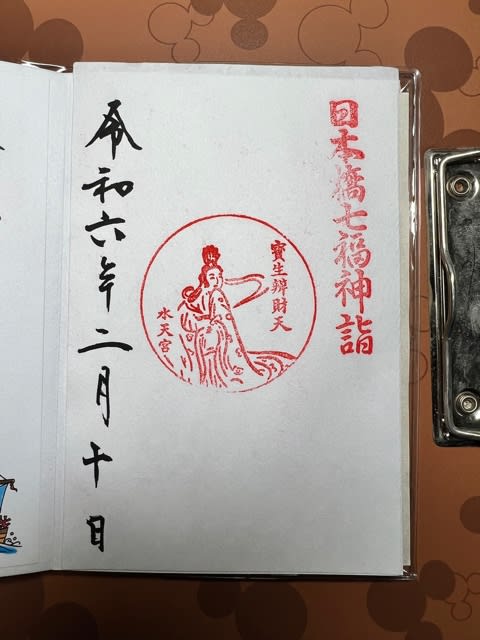 日本橋七福神詣
寶生辨財天
水天宮
令和六年二月十日